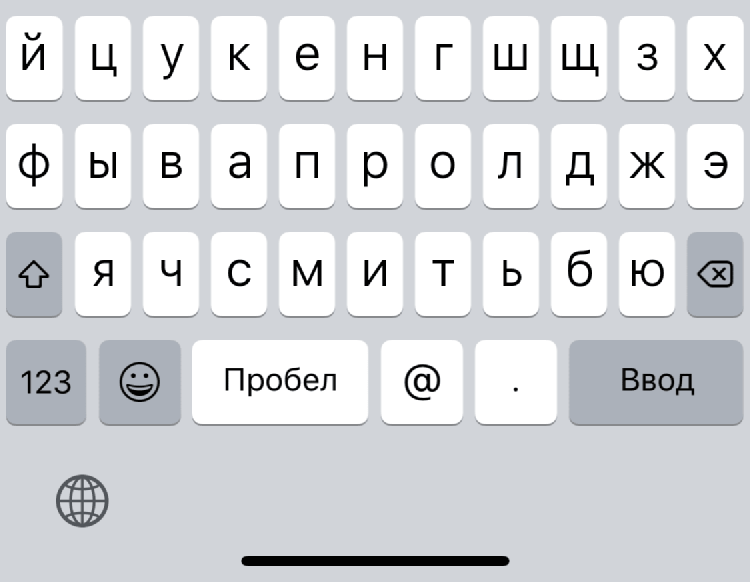 й ц у к е н г ш щ з х
ф ы в а п р о л д ж э
я ч с м и т ь б ю
123 Пробел @ . Ввод